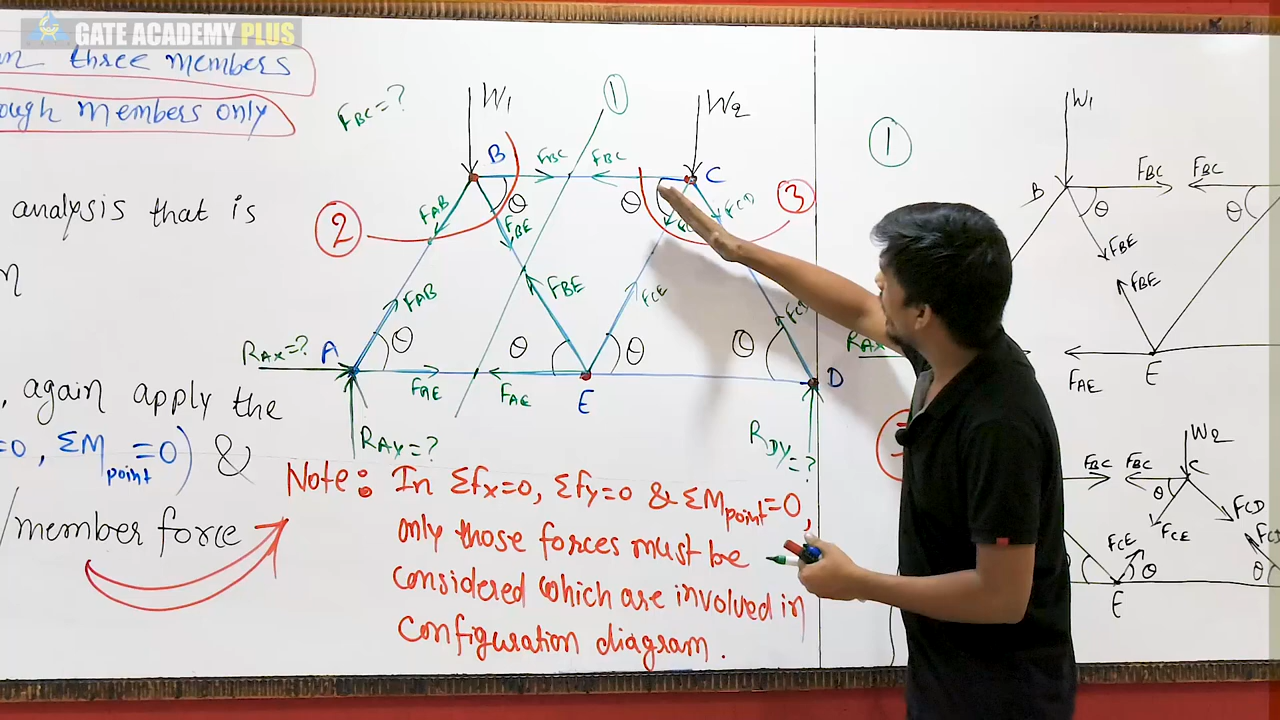 GATE ACADEMY PLUS
three members
ough members only
analysis that is
n
, again apply the
=0, ΣM point =0) &
/member force
FBC=?
W1
1
W2
B
FBC
FBC
C
θ
θ
2
3
FAB
FBE
FCD
FAB
FBE
FCE
RAX=?
A
θ
θ
θ
θ
D
FAE
FAE
E
RAY=?
RDY=?
Note: In Σfx=0, Σfy=0 & ΣMpoint=0,
only those forces must be
considered which are involved in
configuration diagram.
1
W1
B
FBC
FBC
θ
θ
FBE
FBE
RAX
FAE
E
W2
FBC
FBC
C
θ
FCE
FCD
FCE
θ
θ
E